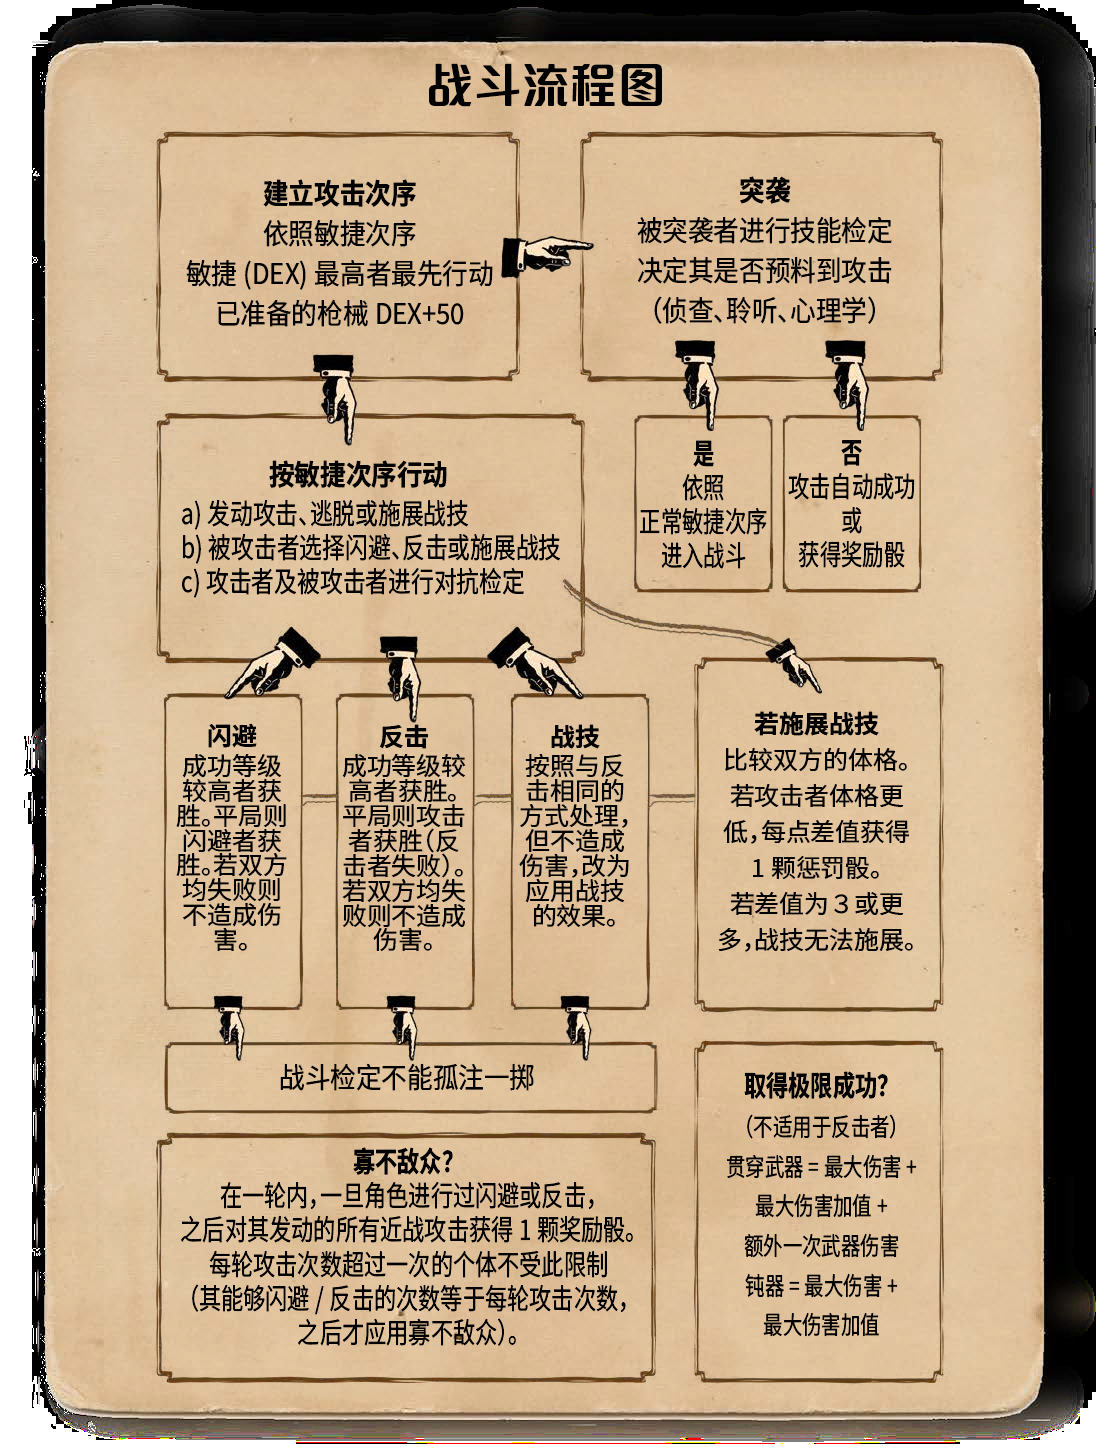 战斗流程图
建立攻击次序
依照敏捷次序
敏捷 (DEX) 最高者最先行动
已准备的枪械 DEX+50
突袭
被突袭者进行技能检定
决定其是否预料到攻击
（侦查、聆听、心理学）
是
依照
正常敏捷次序
进入战斗
否
攻击自动成功
或
获得奖励骰
按敏捷次序行动
a) 发动攻击、逃脱或施展战技
b) 被攻击者选择闪避、反击或施展战技
c) 攻击者及被攻击者进行对抗检定
闪避
成功等级
较高者获
胜。平局则
闪避者获
胜。若双方
均失败则
不造成伤
害。
反击
成功等级较
高者获胜。
平局则攻击
者获胜（反
击者失败）。
若双方均失
败则不造成
伤害。
战技
按照与反
击相同的
方式处理，
但不造成
伤害，改为
应用战技
的效果。
若施展战技
比较双方的体格。
若攻击者体格更
低，每点差值获得
1 颗惩罚骰。
若差值为 3 或更
多，战技无法施展。
战斗检定不能孤注一掷
寡不敌众？
在一轮内，一旦角色进行过闪避或反击，
之后对其发动的所有近战攻击获得 1 颗奖励骰。
每轮攻击次数超过一次的个体不受此限制
（其能够闪避 / 反击的次数等于每轮攻击次数，
之后才应用寡不敌众）。
取得极限成功？
（不适用于反击者）
贯穿武器 = 最大伤害 +
最大伤害加值 +
额外一次武器伤害
钝器 = 最大伤害 +
最大伤害加值